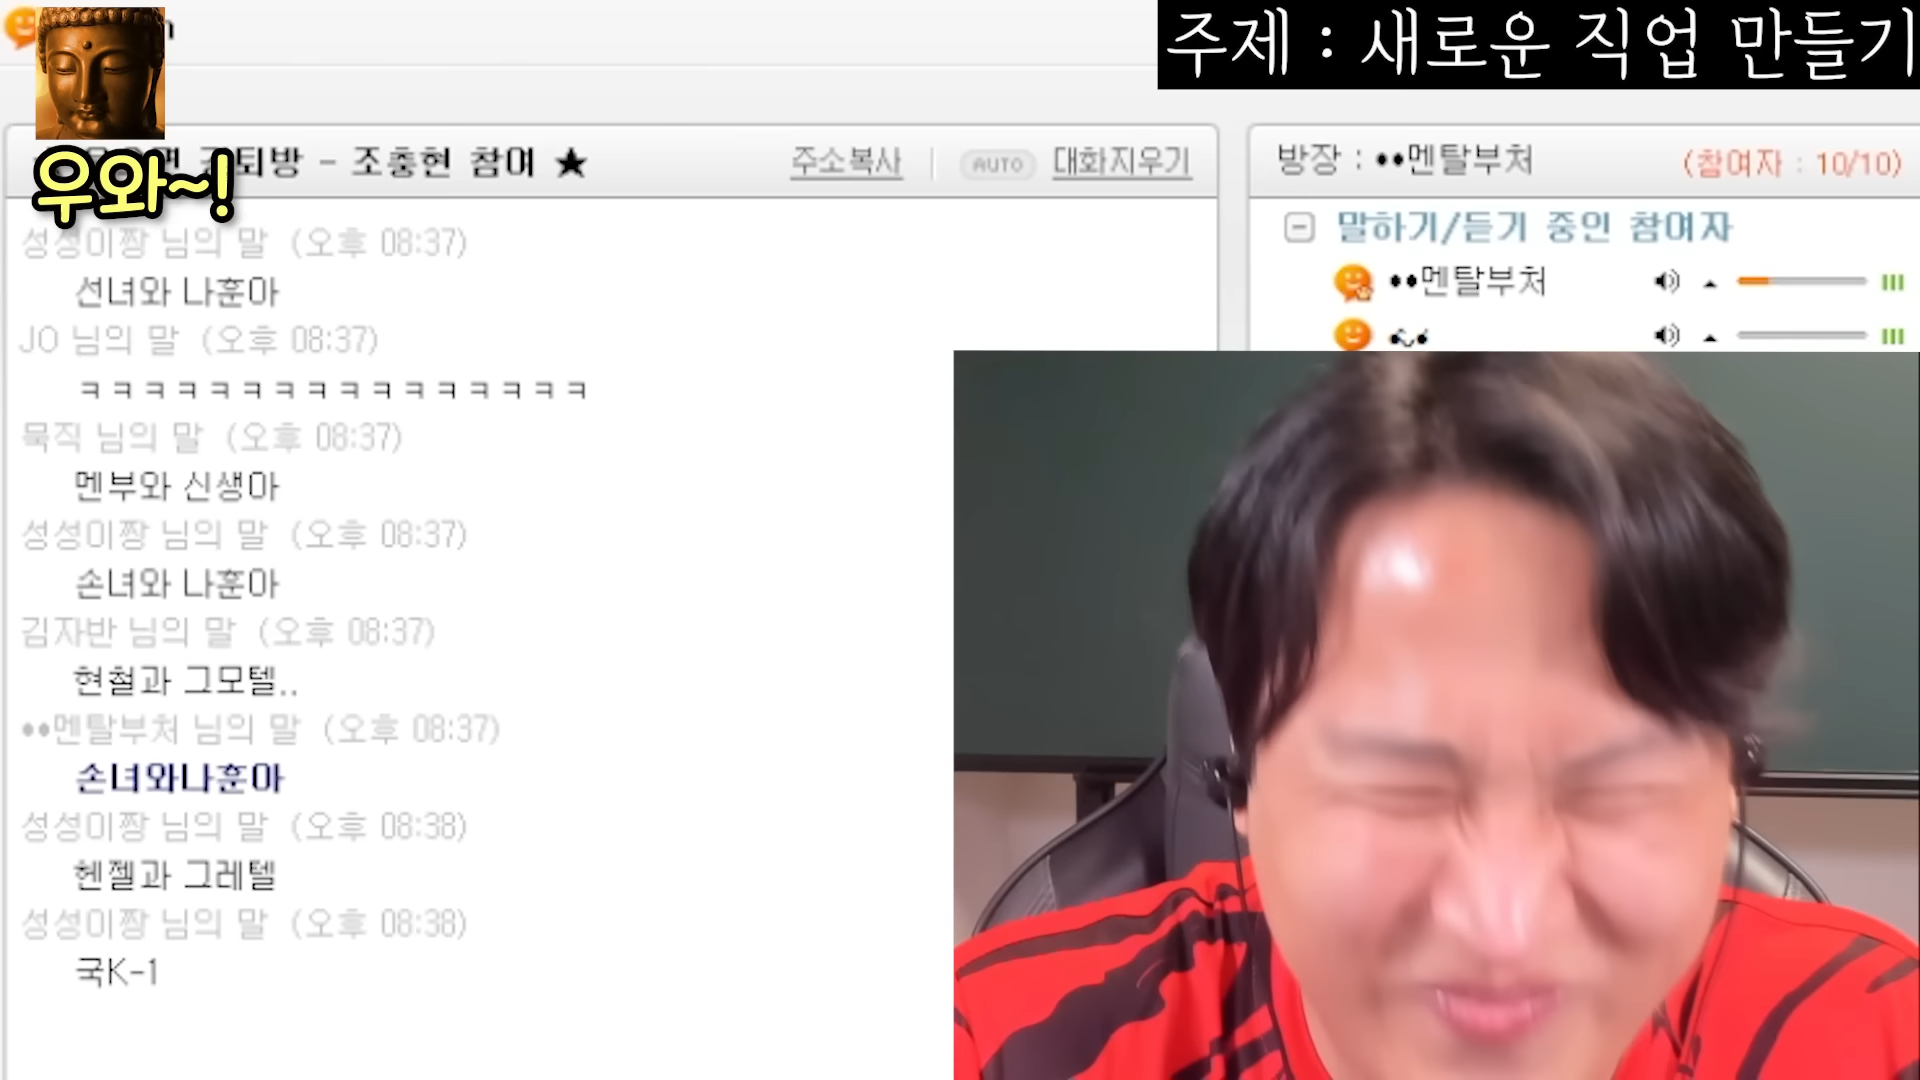 주제 : 새로운 직업 만들기
우와~!
퇴방 - 조충현 참여 ★
주소복사
AUTO
대화지우기
방장 : ••멘탈부처
(참여자 : 10/10)
말하기/듣기 중인 참여자
••멘탈부처
성성이짱 님의 말 (오후 08:37)
선녀와 나훈아
JO 님의 말 (오후 08:37)
ㅋㅋㅋㅋㅋㅋㅋㅋㅋㅋㅋㅋㅋㅋㅋㅋ
묵직 님의 말 (오후 08:37)
멘부와 신생아
성성이짱 님의 말 (오후 08:37)
손녀와 나훈아
김자반 님의 말 (오후 08:37)
현철과 그모텔..
••멘탈부처 님의 말 (오후 08:37)
손녀와나훈아
성성이짱 님의 말 (오후 08:38)
헨젤과 그레텔
성성이짱 님의 말 (오후 08:38)
국K-1